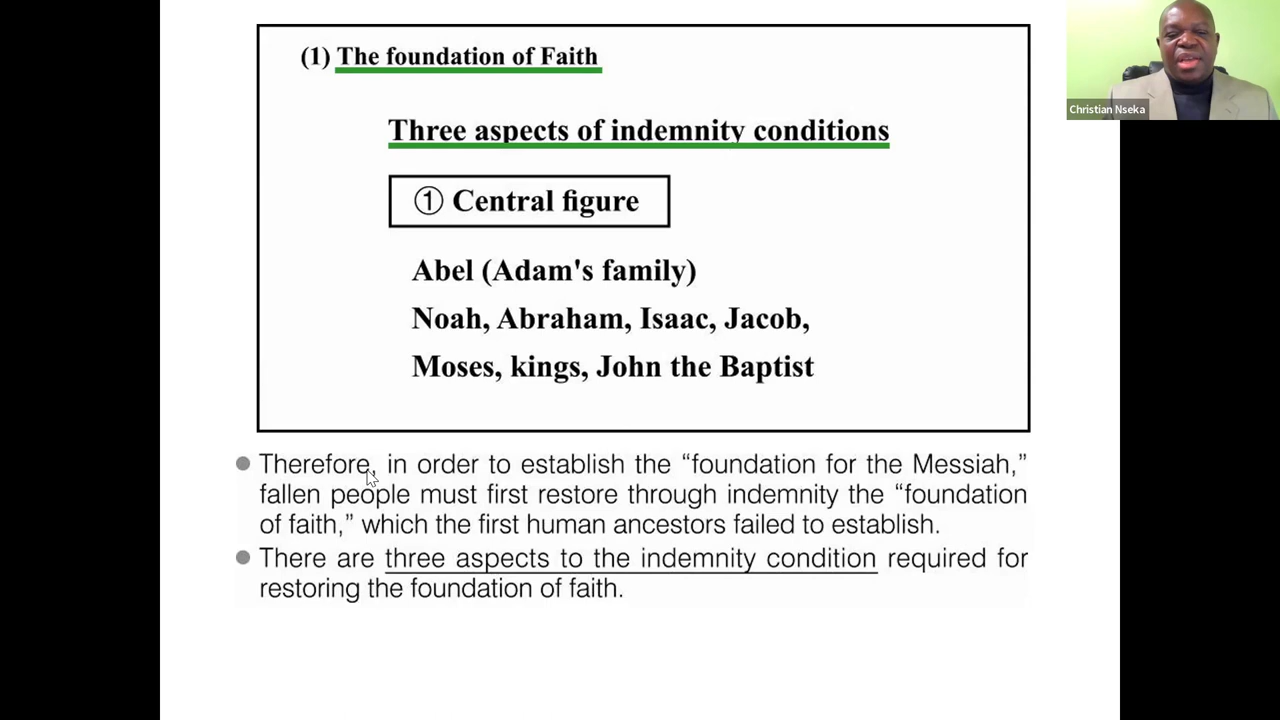 (1) The foundation of Faith
Christian Nseka
Three aspects of indemnity conditions
① Central figure
Abel (Adam's family)
Noah, Abraham, Isaac, Jacob,
Moses, kings, John the Baptist
● Therefore, in order to establish the “foundation for the Messiah,”
fallen people must first restore through indemnity the “foundation
of faith,” which the first human ancestors failed to establish.
● There are three aspects to the indemnity condition required for
restoring the foundation of faith.